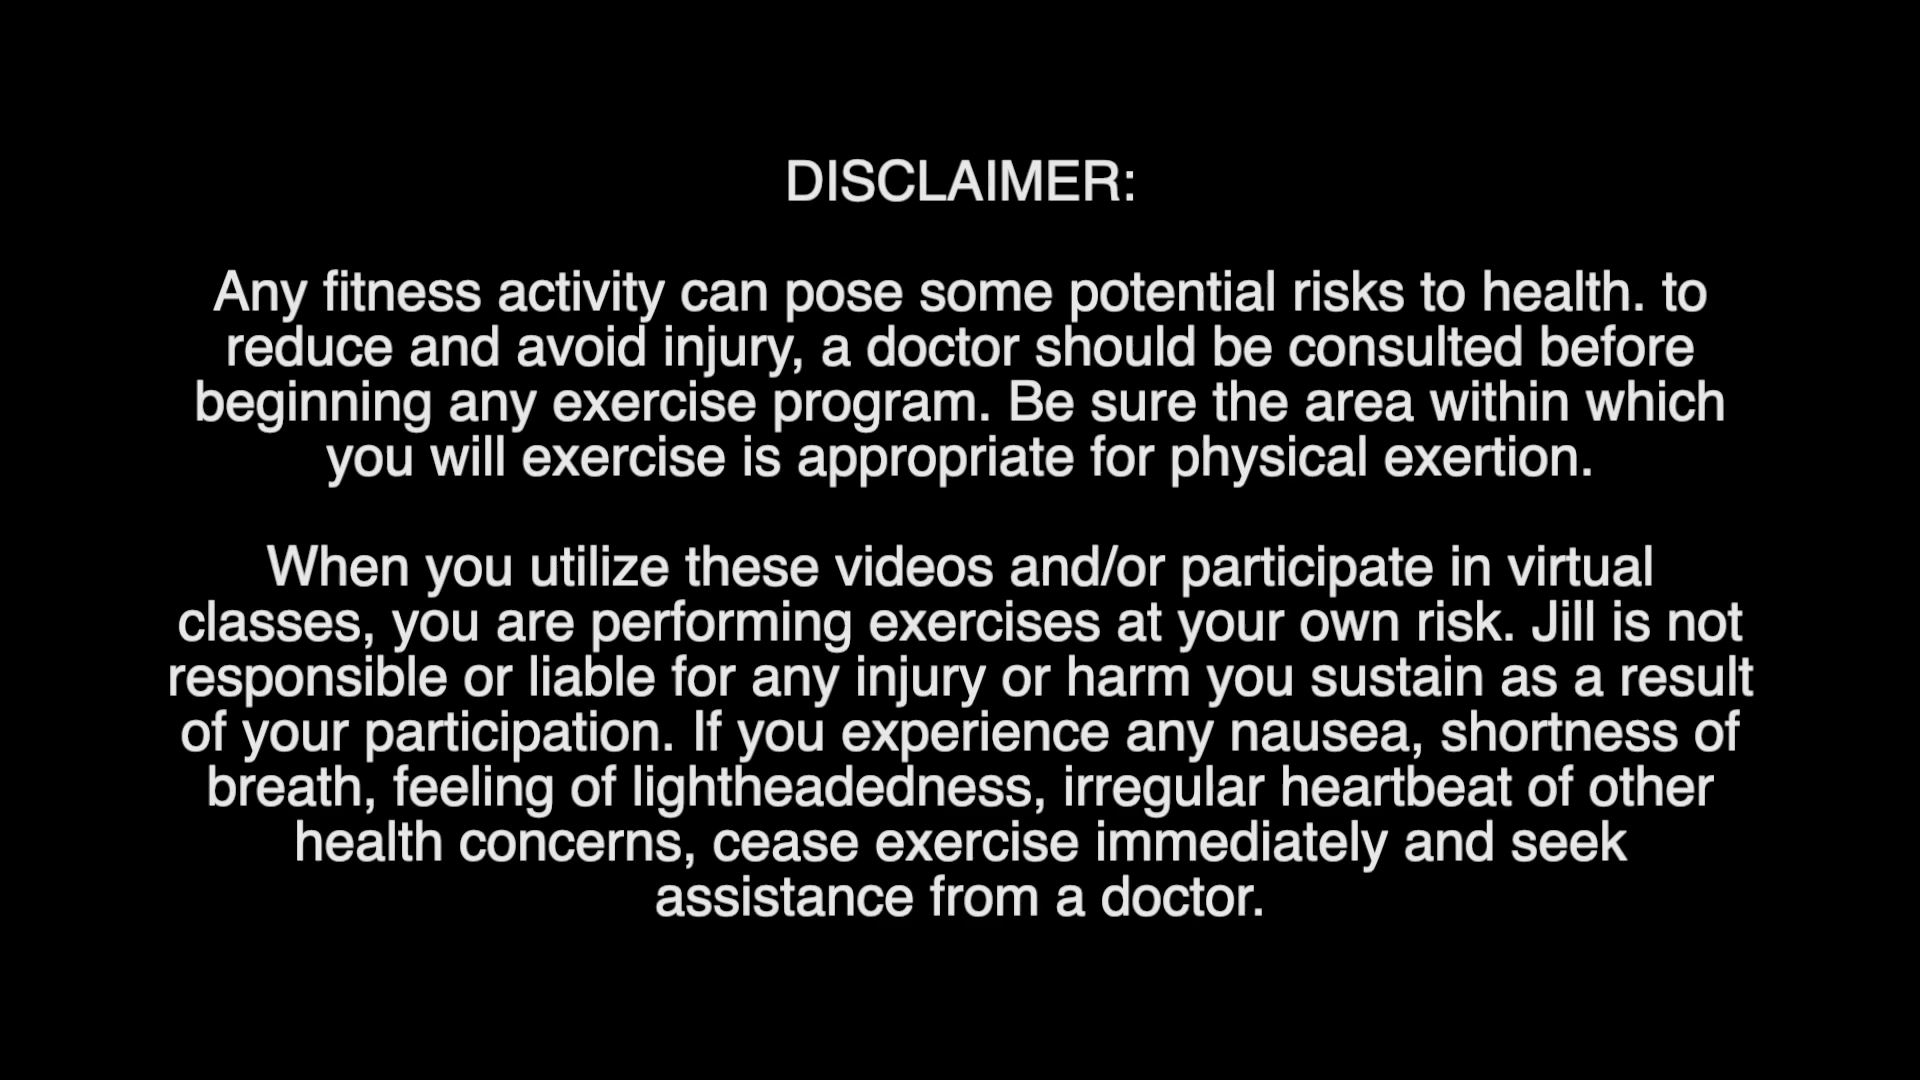 DISCLAIMER:
Any fitness activity can pose some potential risks to health. to
reduce and avoid injury, a doctor should be consulted before
beginning any exercise program. Be sure the area within which
you will exercise is appropriate for physical exertion.
When you utilize these videos and/or participate in virtual
classes, you are performing exercises at your own risk. Jill is not
responsible or liable for any injury or harm you sustain as a result
of your participation. If you experience any nausea, shortness of
breath, feeling of lightheadedness, irregular heartbeat of other
health concerns, cease exercise immediately and seek
assistance from a doctor.